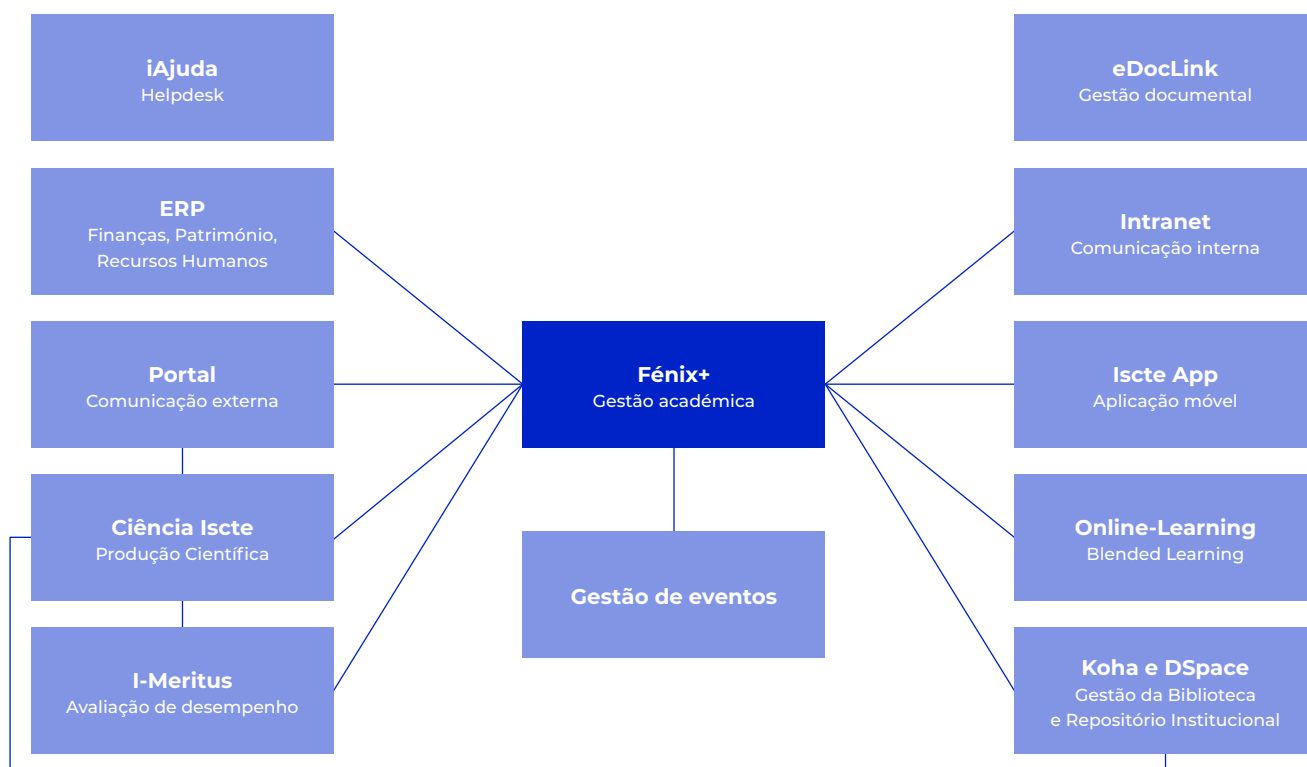 iAjuda
Helpdesk
eDocLink
Gestão documental
ERP
Finanças, Património,
Recursos Humanos
Intranet
Comunicação interna
Portal
Comunicação externa
Fénix+
Gestão académica
Iscte App
Aplicação móvel
Ciência Iscte
Produção Científica
Online-Learning
Blended Learning
Gestão de eventos
I-Meritus
Avaliação de desempenho
Koha e DSpace
Gestão da Biblioteca
e Repositório Institucional